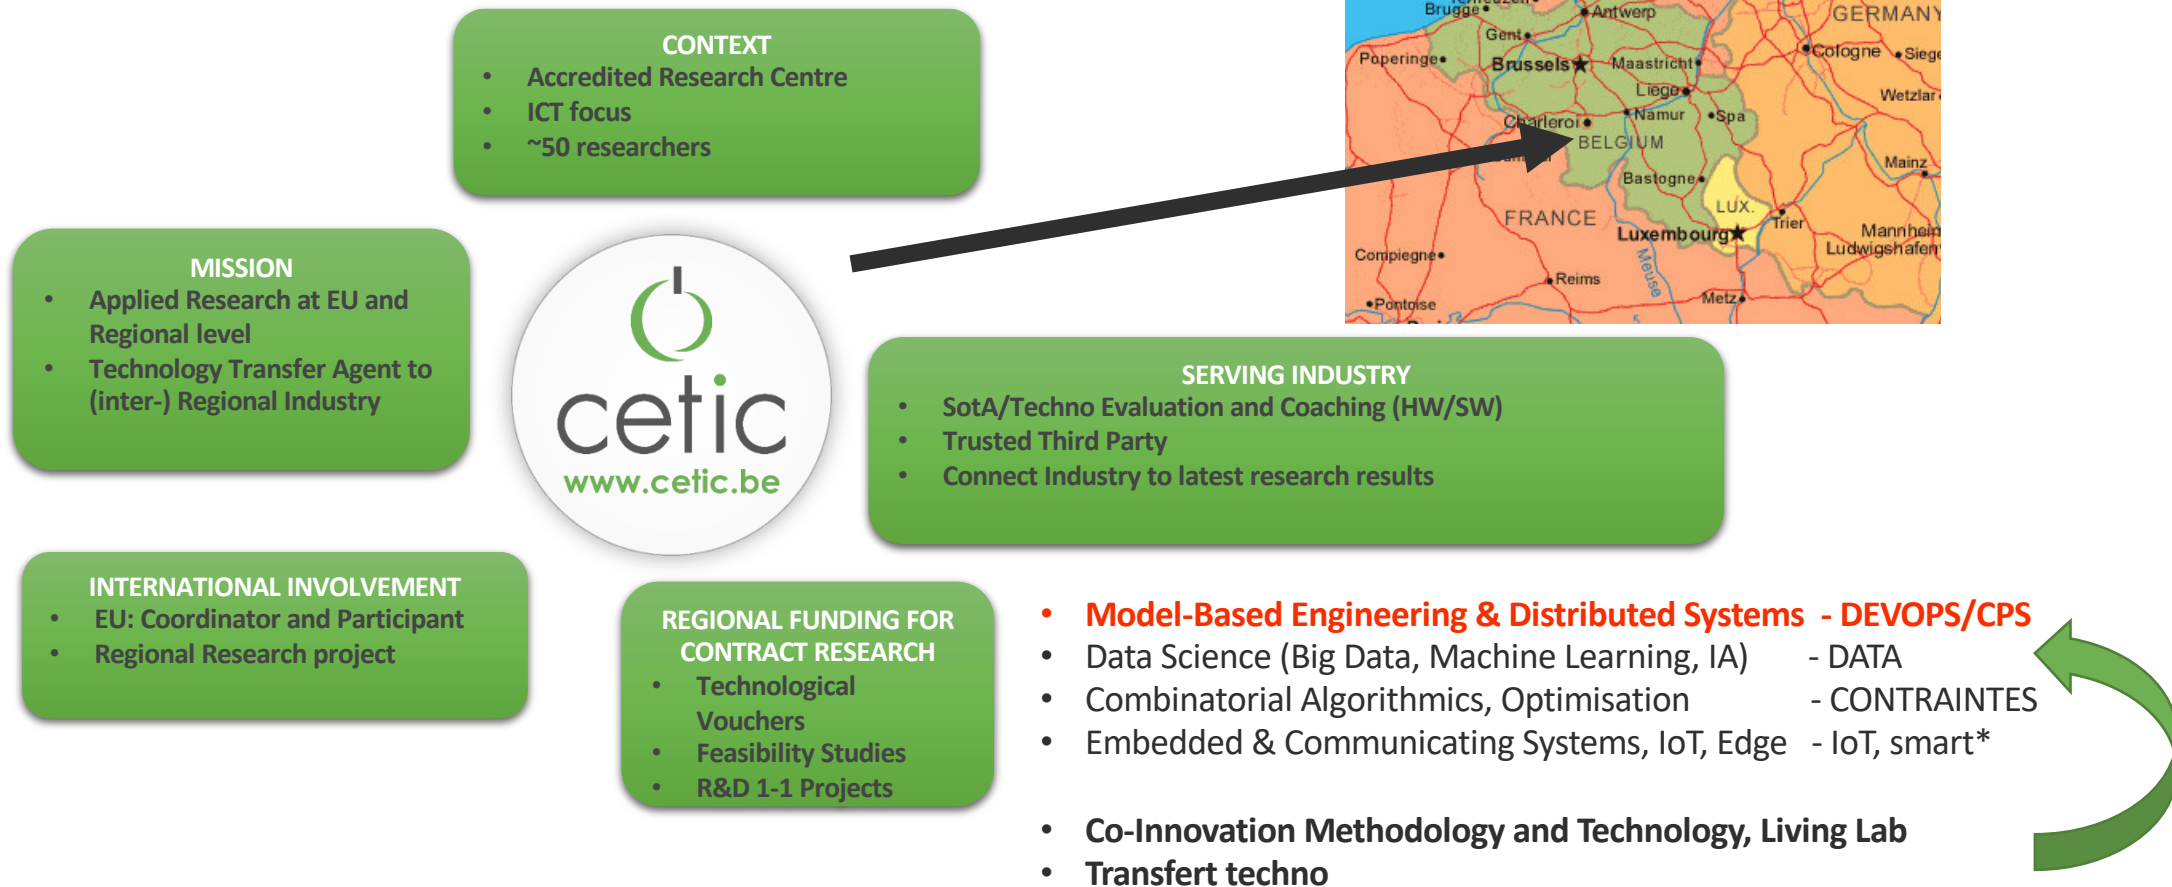 CONTEXT
• Accredited Research Centre
• ICT focus
• ~50 researchers
Brugge
Antwerp
GERMANY
Gent
Cologne
Siege
Poperinge
Brussels
Maastricht
Liege
Wetzlar
Charleroi
Namur
Spa
BELGIUM
Mainz
Bastogne
FRANCE
LUX.
Trier
Luxembourg
Mannheim
Ludwigshafen
Compiegne
Meuse
Reims
Metz
Pontoise
MISSION
• Applied Research at EU and
Regional level
• Technology Transfer Agent to
(inter-) Regional Industry
cetic
www.cetic.be
SERVING INDUSTRY
• SotA/Techno Evaluation and Coaching (HW/SW)
• Trusted Third Party
• Connect Industry to latest research results
INTERNATIONAL INVOLVEMENT
• EU: Coordinator and Participant
• Regional Research project
REGIONAL FUNDING FOR
CONTRACT RESEARCH
• Technological
Vouchers
• Feasibility Studies
• R&D 1-1 Projects
• Model-Based Engineering & Distributed Systems - DEVOPS/CPS
• Data Science (Big Data, Machine Learning, IA) - DATA
• Combinatorial Algorithmics, Optimisation - CONTRAINTES
• Embedded & Communicating Systems, IoT, Edge - IoT, smart*
• Co-Innovation Methodology and Technology, Living Lab
• Transfert techno